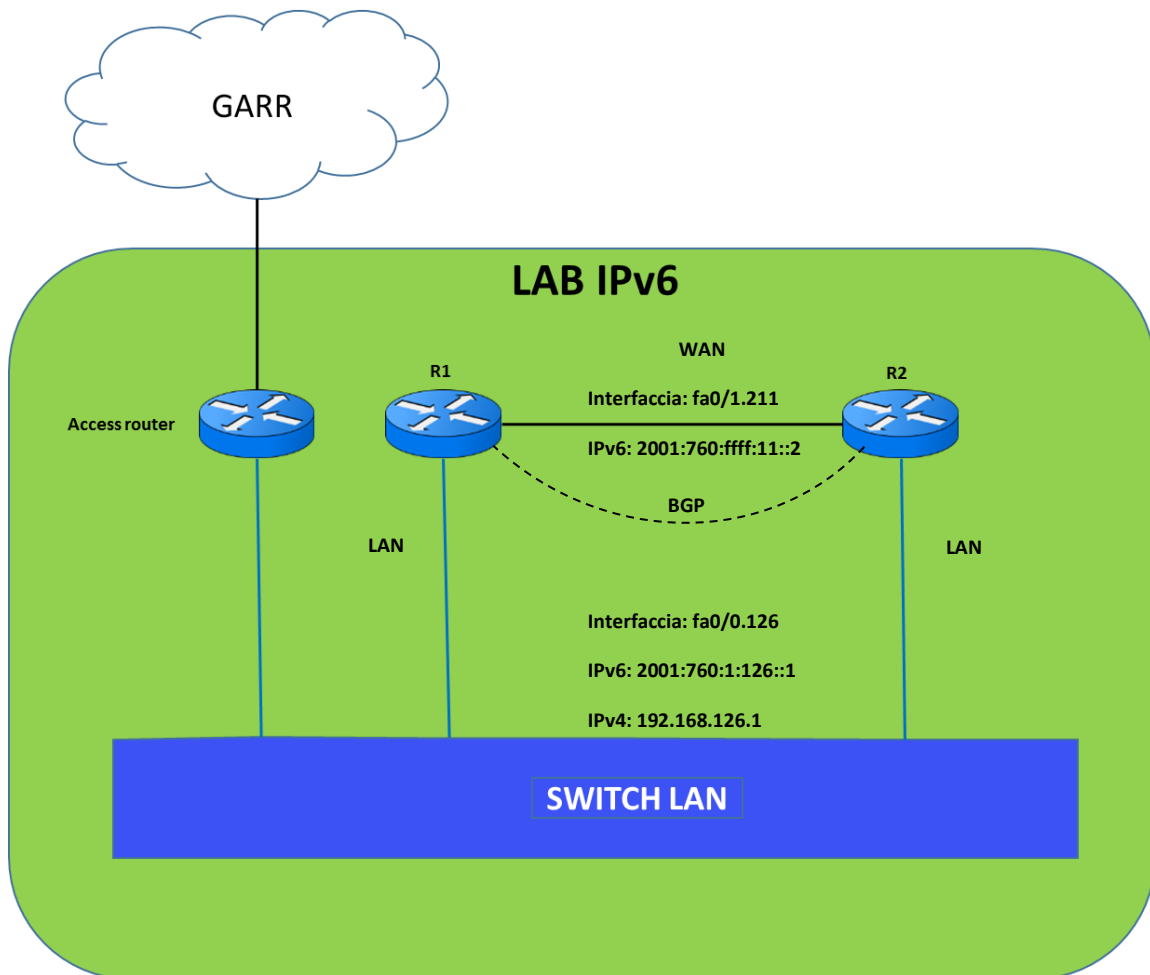 GARR
LAB IPv6
WAN
R1
R2
Interfaccia: fa0/1.211
Access router
IPv6: 2001:760:ffff:11::2
BGP
LAN
LAN
Interfaccia: fa0/0.126
IPv6: 2001:760:1:126::1
IPv4: 192.168.126.1
SWITCH LAN